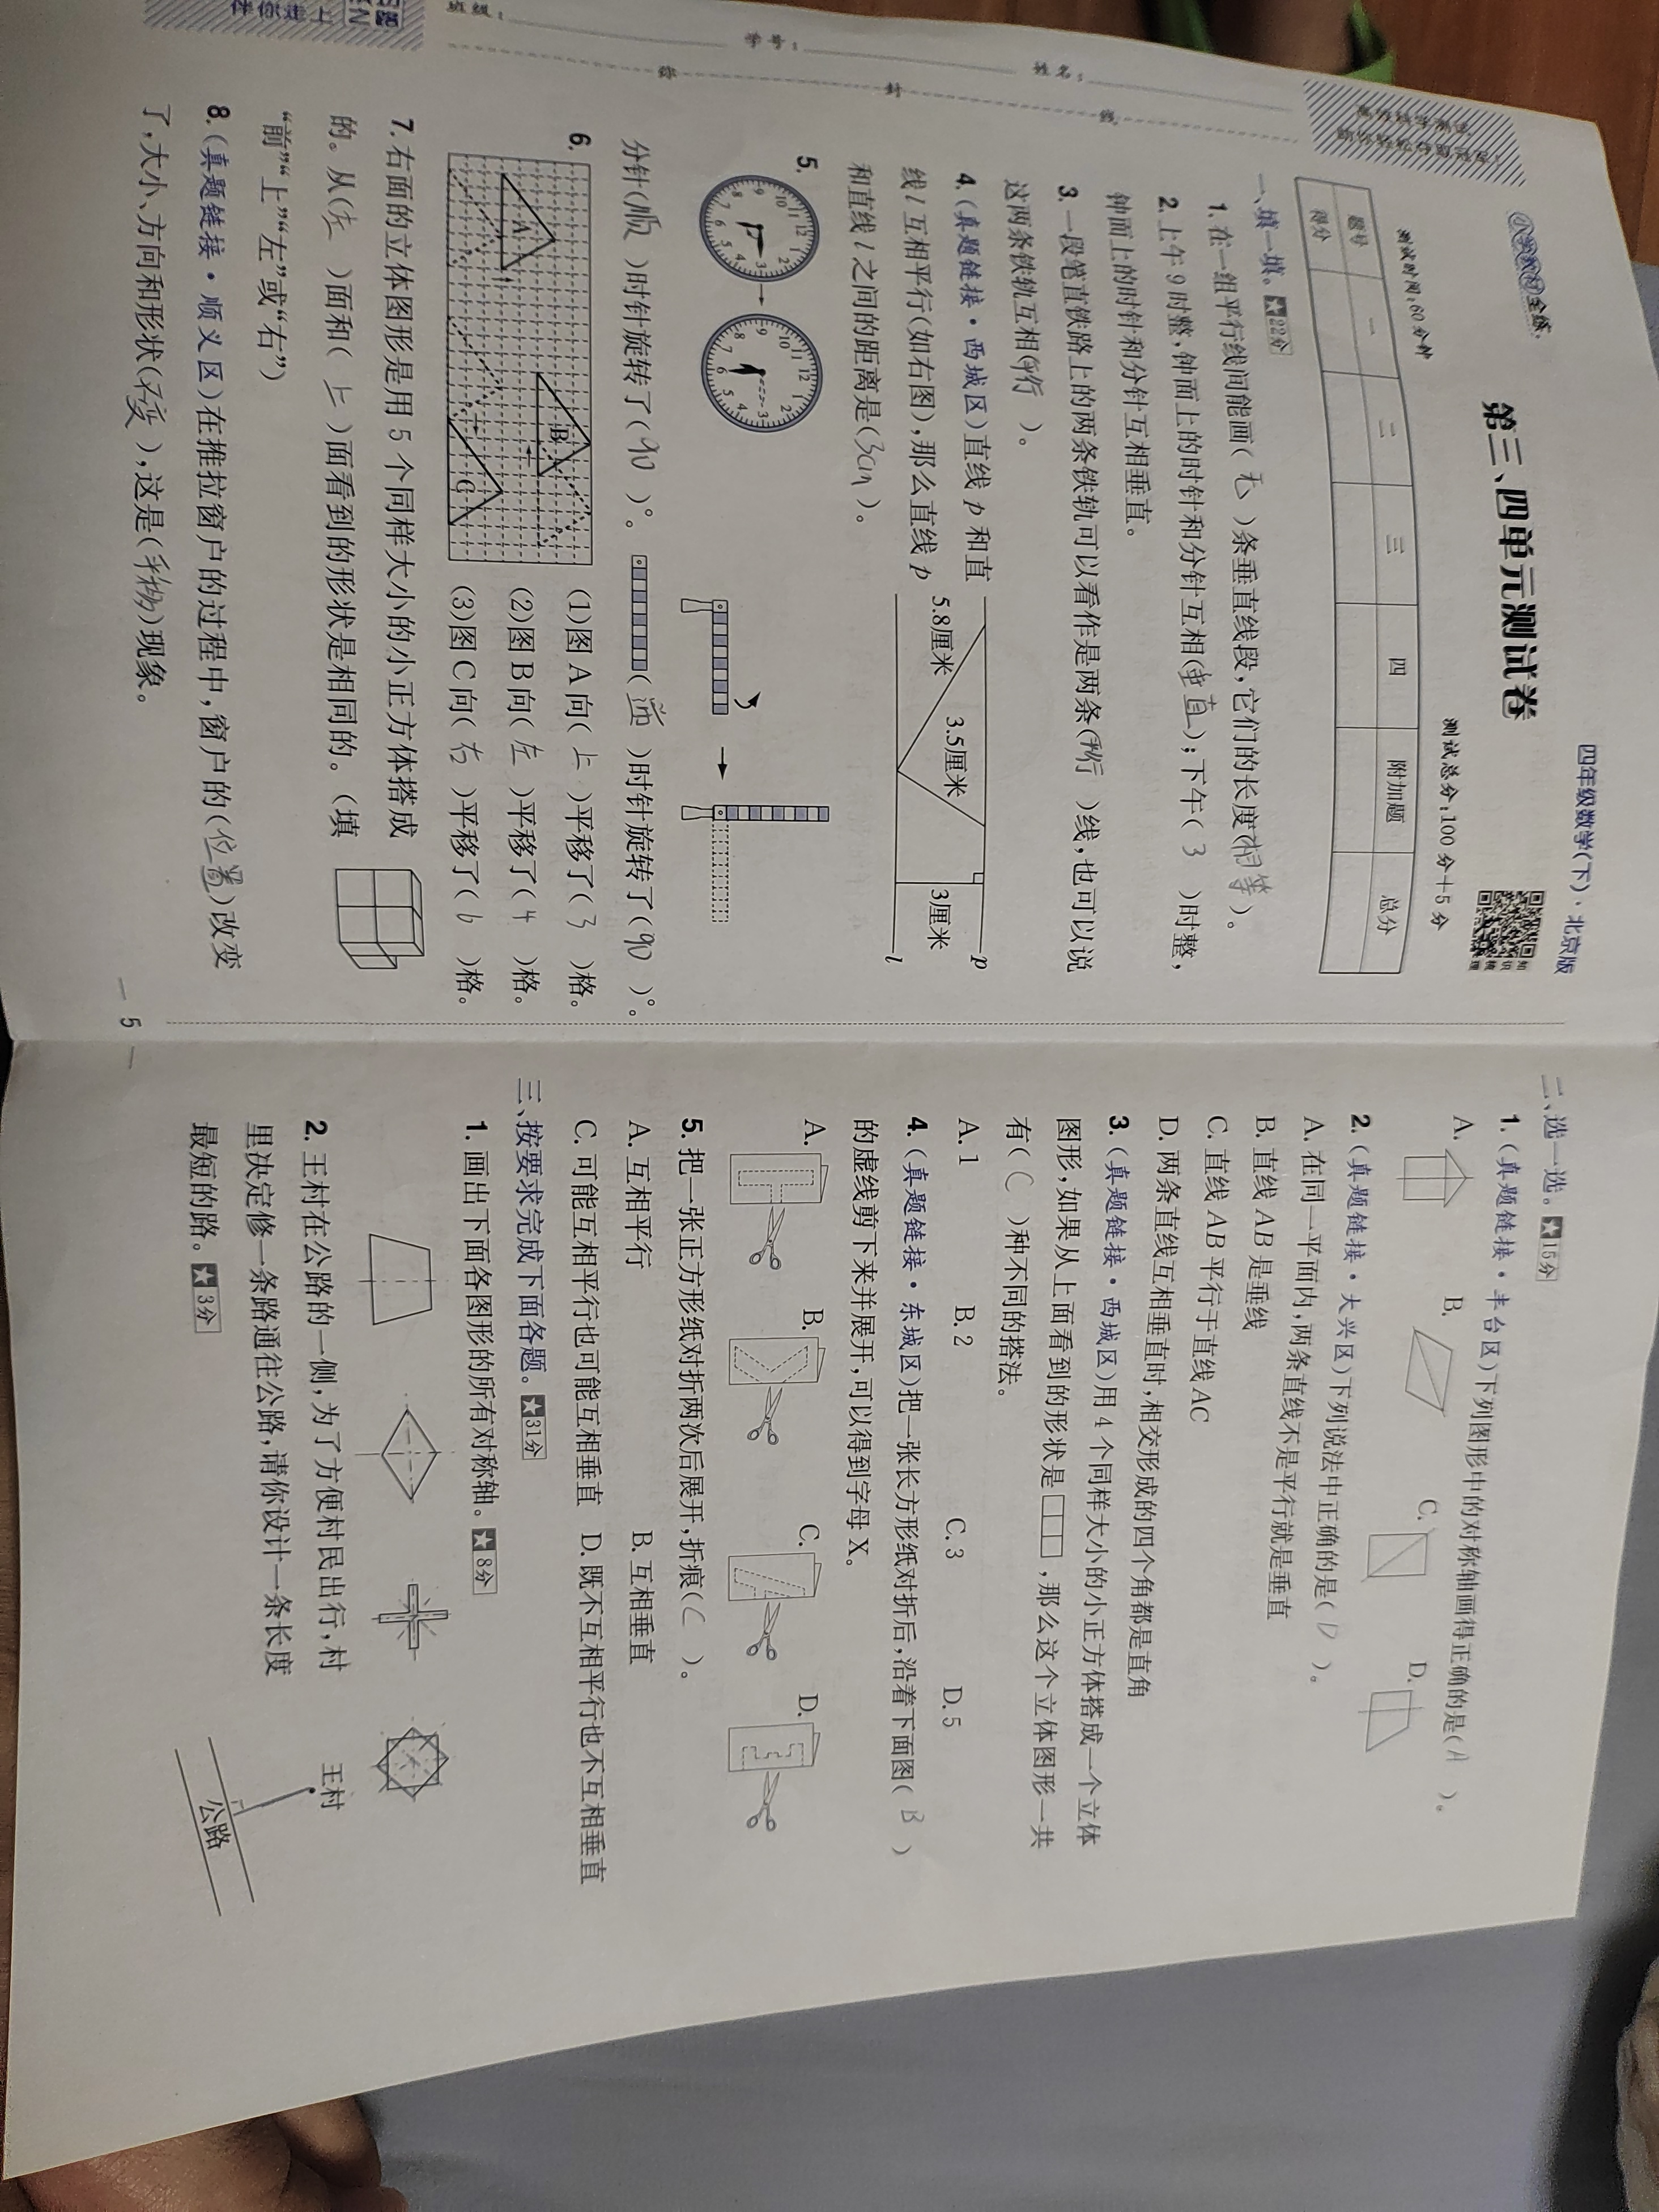 四年级数学(下)·北京版
小学教材全练
第三、四单元测试卷
测试时间:60分钟
测试总分:100分+5分
题号 一 二 三 四 附加题 总分
得分
班级:
学号:
姓名:
弥 封 线
一、填一填。★22分
1. 在一组平行线间能画( 无 )条垂直线段,它们的长度(相等)。
2. 上午9时整,钟面上的时针和分针互相(垂直);下午( 3 )时整,
钟面上的时针和分针互相垂直。
3. 一段笔直铁路上的两条铁轨可以看作是两条(平行 )线,也可以说
这两条铁轨互相(平行 )。
4. (真题链接·西城区)直线p和直
线l互相平行(如右图),那么直线p
和直线l之间的距离是(3cm)。
5.8厘米
3.5厘米
3厘米
p
l
5.
分针(顺 )时针旋转了( 90 )°。
(逆 )时针旋转了(90 )°。
6.
A
B
C
(1)图A向( 上 )平移了( 3 )格。
(2)图B向( 左 )平移了( 4 )格。
(3)图C向( 右 )平移了( 6 )格。
7. 右面的立体图形是用5个同样大小的小正方体搭成
的。从(左 )面和( 上 )面看到的形状是相同的。(填
“前”“上”“左”或“右”)
8. (真题链接·顺义区)在推拉窗户的过程中,窗户的(位置)改变
了,大小、方向和形状(不变 ),这是(平移)现象。
— 5 —
二、选一选。★15分
1. (真题链接·丰台区)下列图形中的对称轴画得正确的是( A )。
A. B. C. D.
2. (真题链接·大兴区)下列说法中正确的是( D )。
A. 在同一平面内,两条直线不是平行就是垂直
B. 直线AB是垂线
C. 直线AB平行于直线AC
D. 两条直线互相垂直时,相交形成的四个角都是直角
3. (真题链接·西城区)用4个同样大小的小正方体搭成一个立体
图形,如果从上面看到的形状是 ,那么这个立体图形一共
有( C )种不同的搭法。
A. 1 B. 2 C. 3 D. 5
4. (真题链接·东城区)把一张长方形纸对折后,沿着下面图( B )
的虚线剪下来并展开,可以得到字母X。
A. B. C. D.
5. 把一张正方形纸对折两次后展开,折痕( C )。
A. 互相平行 B. 互相垂直
C. 可能互相平行也可能互相垂直 D. 既不互相平行也不互相垂直
三、按要求完成下面各题。★31分
1. 画出下面各图形的所有对称轴。★8分
2. 王村在公路的一侧,为了方便村民出行,村
里决定修一条路通往公路,请你设计一条长度
最短的路。★3分
王村
公路